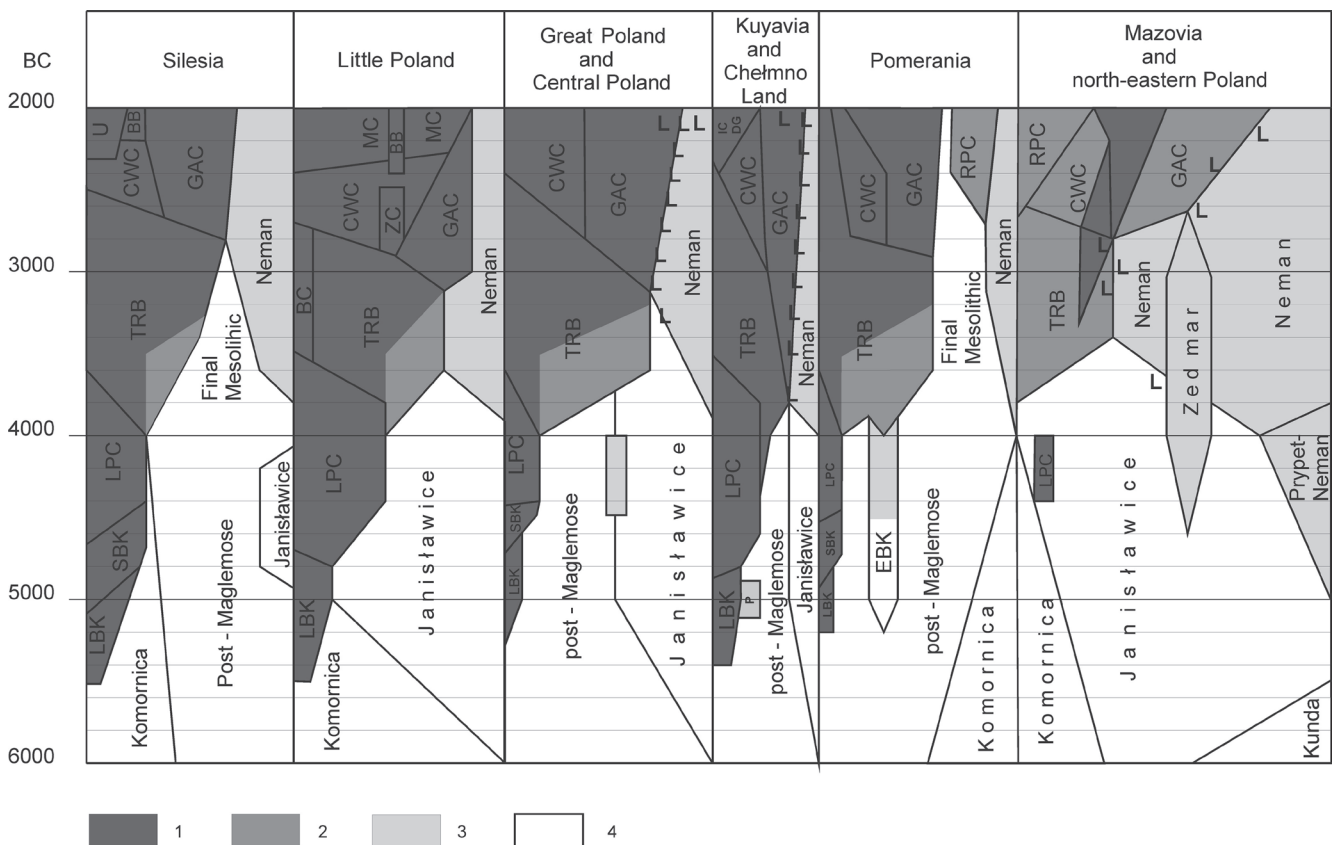 BC
Silesia
Little Poland
Great Poland
and
Central Poland
Kuyavia
and
Chełmno
Land
Pomerania
Mazovia
and
north-eastern Poland
2000
3000
4000
5000
6000
U
BB
CWC
GAC
TRB
Neman
Final
Mesolihic
LPC
SBK
LBK
Komornica
Post - Maglemose
Janisławice
MC
BB
MC
CWC
ZC
GAC
BC
TRB
Neman
LPC
LBK
Komornica
Janisławice
CWC
GAC
L
L
L
L
L
L
L
L
L
L
L
TRB
Neman
LPC
SBK
LBK
post - Maglemose
Janisławice
IC
DG
CWC
GAC
L
L
L
L
L
L
L
L
L
L
TRB
Neman
LPC
LBK
P
post - Maglemose
Janisławice
CWC
GAC
RPC
TRB
Final
Mesolithic
Neman
LPC
SBK
LBK
EBK
post - Maglemose
Komornica
RPC
CWC
GAC
L
L
L
L
L
L
L
TRB
Neman
Zedmar
Neman
LPC
Prypet-
Neman
Komornica
Janisławice
Kunda
1
2
3
4